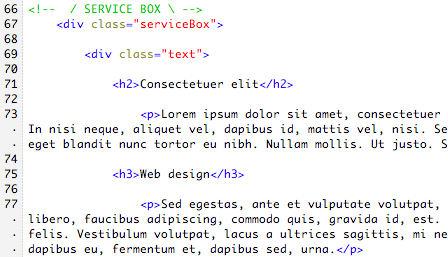 66 <!--  / SERVICE BOX \ -->
67     <div class="serviceBox">
68
69         <div class="text">
70
71             <h2>Consectetuer elit</h2>
72
73                 <p>Lorem ipsum dolor sit amet, consectetuer
· In nisi neque, aliquet vel, dapibus id, mattis vel, nisi. Se
· eget blandit nunc tortor eu nibh. Nullam mollis. Ut justo. S
74
75             <h3>Web design</h3>
76
77                 <p>Sed egestas, ante et vulputate volutpat,
· libero, faucibus adipiscing, commodo quis, gravida id, est.
· felis. Vestibulum volutpat, lacus a ultrices sagittis, mi ne
· dapibus eu, fermentum et, dapibus sed, urna.</p>